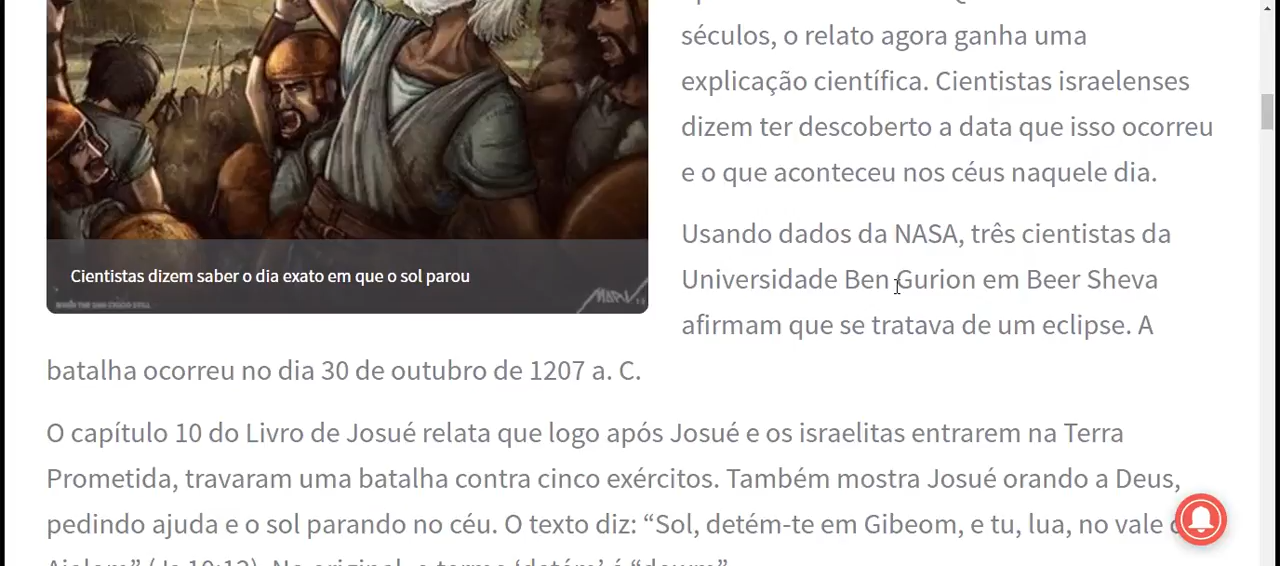 séculos, o relato agora ganha uma
explicação científica. Cientistas israelenses
dizem ter descoberto a data que isso ocorreu
e o que aconteceu nos céus naquele dia.
Cientistas dizem saber o dia exato em que o sol parou
Usando dados da NASA, três cientistas da
Universidade Ben Gurion em Beer Sheva
afirmam que se tratava de um eclipse. A
batalha ocorreu no dia 30 de outubro de 1207 a. C.
O capítulo 10 do Livro de Josué relata que logo após Josué e os israelitas entrarem na Terra
Prometida, travaram uma batalha contra cinco exércitos. Também mostra Josué orando a Deus,
pedindo ajuda e o sol parando no céu. O texto diz: “Sol, detém-te em Gibeom, e tu, lua, no vale